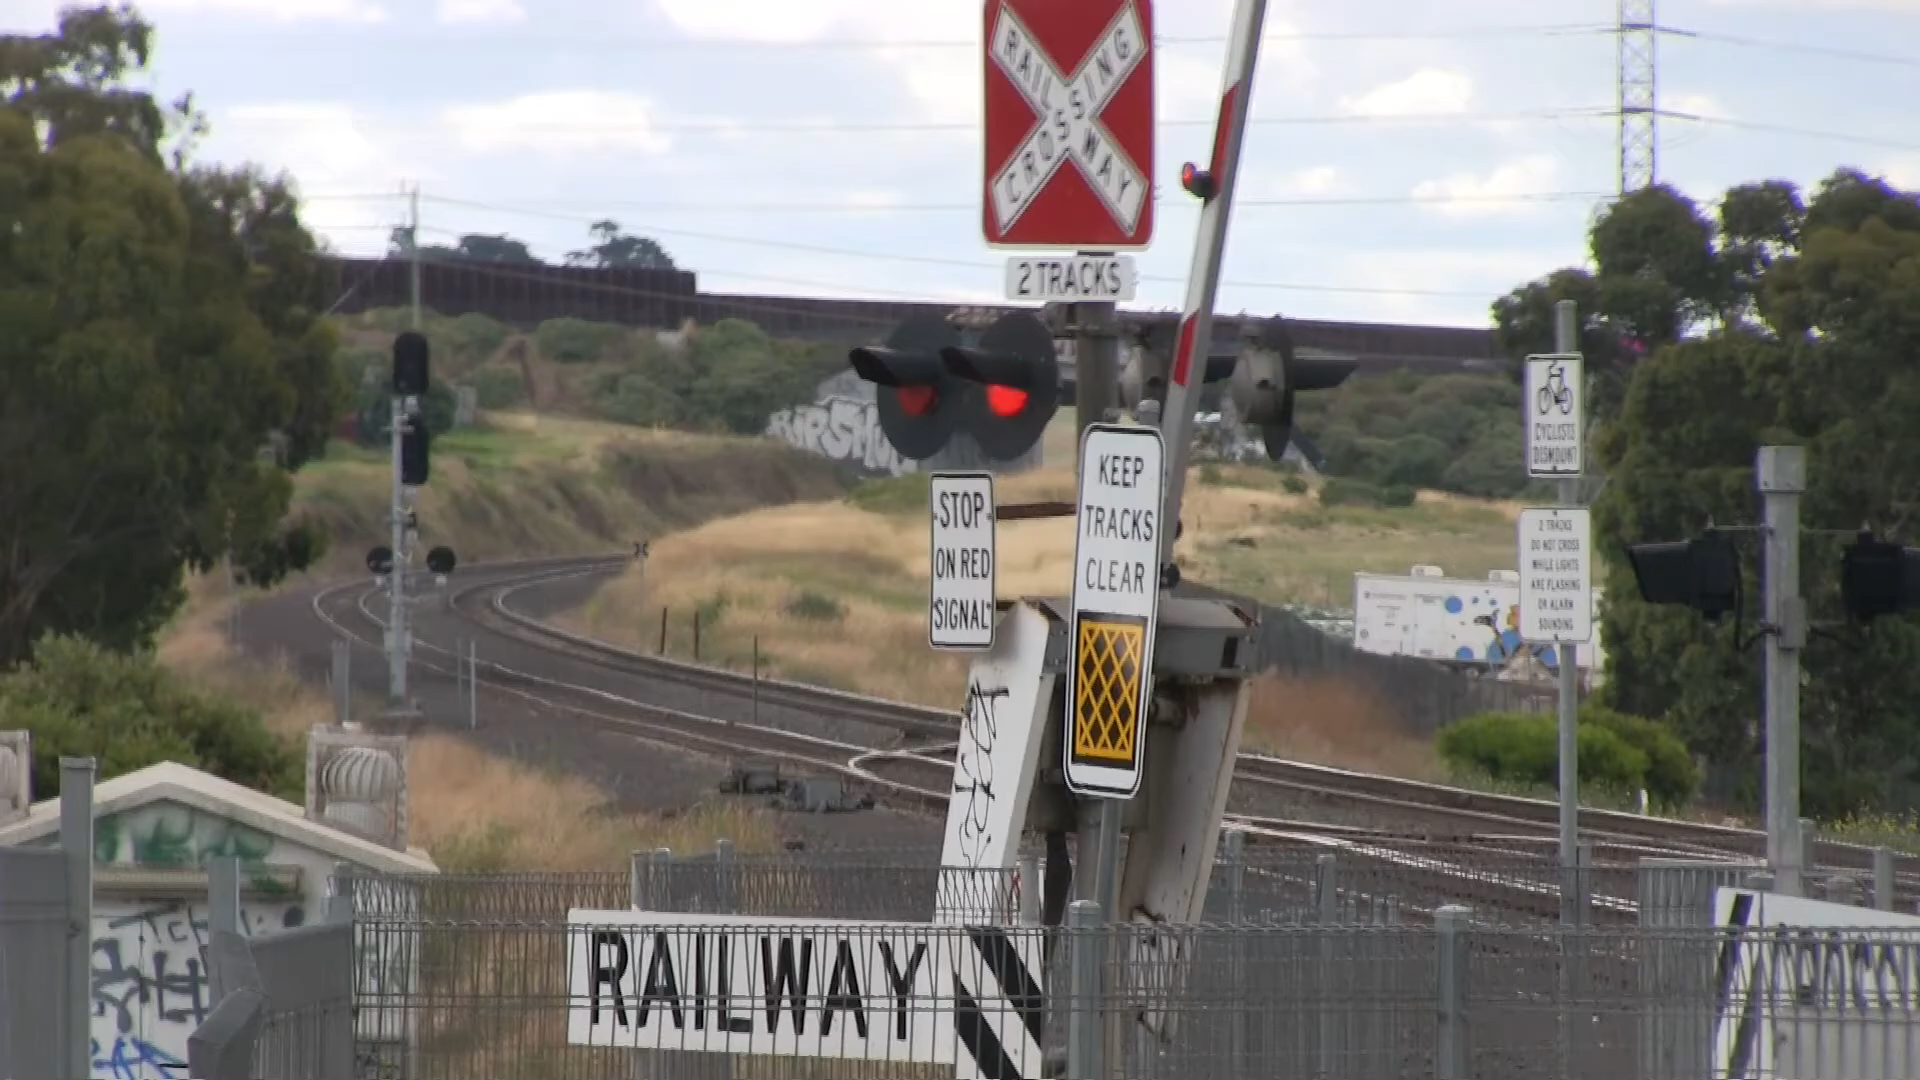 RAILWAY
CROSSING
2 TRACKS
STOP
ON RED
SIGNAL
KEEP
TRACKS
CLEAR
CYCLISTS
DISMOUNT
2 TRACKS
DO NOT CROSS
WHILE LIGHTS
ARE FLASHING
OR ALARM
SOUNDING
RAILWAY